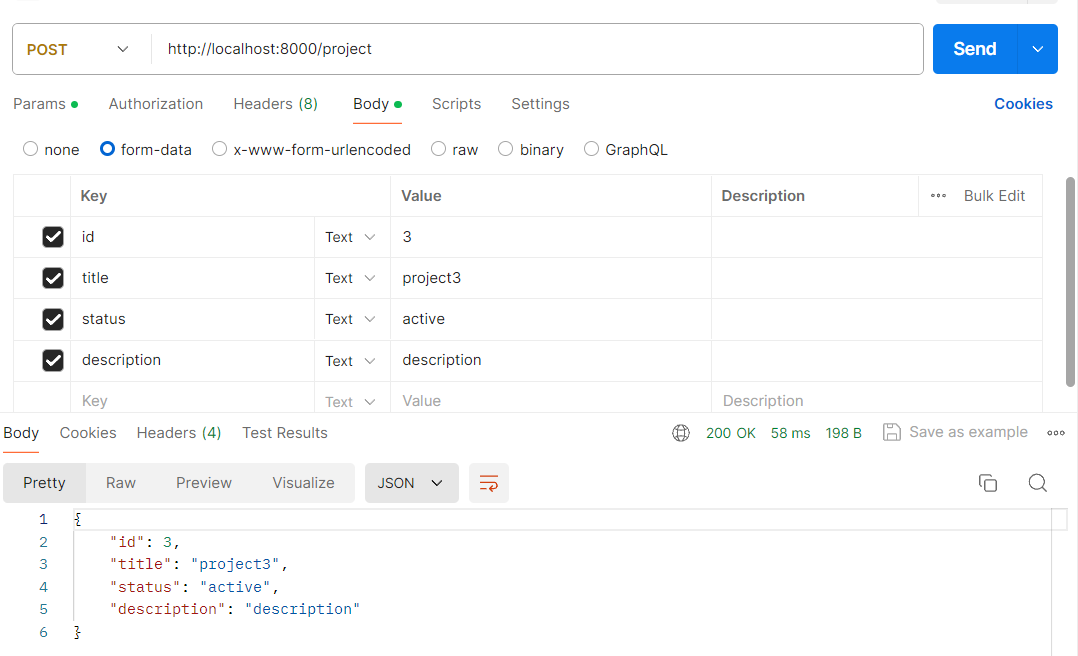 POST http://localhost:8000/project Send
Params Authorization Headers (8) Body Scripts Settings Cookies
none form-data x-www-form-urlencoded raw binary GraphQL
Key Value Description Bulk Edit
id Text 3
title Text project3
status Text active
description Text description
Key Text Value Description
Body Cookies Headers (4) Test Results 200 OK 58 ms 198 B Save as example
Pretty Raw Preview Visualize JSON
1 {
2 "id": 3,
3 "title": "project3",
4 "status": "active",
5 "description": "description"
6 }